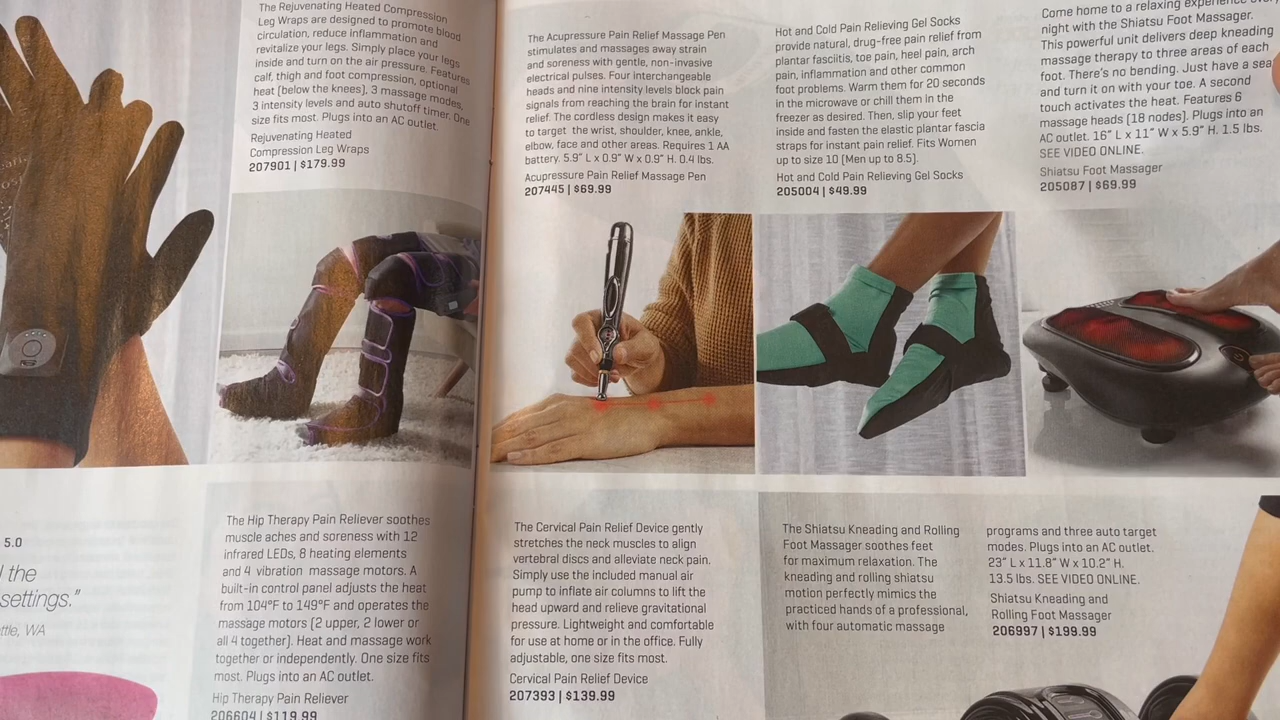 The Rejuvenating Heated Compression
Leg Wraps are designed to promote blood
circulation, reduce inflammation and
revitalize your legs. Simply place your legs
inside and turn on the air pressure. Features
calf, thigh and foot compression, optional
heat (below the knees), 3 massage modes,
3 intensity levels and auto shutoff timer. One
size fits most. Plugs into an AC outlet.
Rejuvenating Heated
Compression Leg Wraps
207901 | $179.99
The Acupressure Pain Relief Massage Pen
stimulates and massages away strain
and soreness with gentle, non-invasive
electrical pulses. Four interchangeable
heads and nine intensity levels block pain
signals from reaching the brain for instant
relief. The cordless design makes it easy
to target the wrist, shoulder, knee, ankle,
elbow, face and other areas. Requires 1 AA
battery. 5.9" L x 0.9" W x 0.9" H. 0.4 lbs.
Acupressure Pain Relief Massage Pen
207445 | $69.99
Hot and Cold Pain Relieving Gel Socks
provide natural, drug-free pain relief from
plantar fasciitis, toe pain, heel pain, arch
pain, inflammation and other common
foot problems. Warm them for 20 seconds
in the microwave or chill them in the
freezer as desired. Then, slip your feet
inside and fasten the elastic plantar fascia
straps for instant pain relief. Fits Women
up to size 10 (Men up to 8.5).
Hot and Cold Pain Relieving Gel Socks
205004 | $49.99
Come home to a relaxing experience every
night with the Shiatsu Foot Massager.
This powerful unit delivers deep kneading
massage therapy to three areas of each
foot. There's no bending. Just have a sea
and turn it on with your toe. A second
touch activates the heat. Features 6
massage heads (18 nodes). Plugs into an
AC outlet. 16" L x 11" W x 5.9" H. 1.5 lbs.
SEE VIDEO ONLINE.
Shiatsu Foot Massager
205087 | $69.99
5.0
the
settings."
ttle, WA
The Hip Therapy Pain Reliever soothes
muscle aches and soreness with 12
infrared LEDs, 8 heating elements
and 4 vibration massage motors. A
built-in control panel adjusts the heat
from 104°F to 149°F and operates the
massage motors (2 upper, 2 lower or
all 4 together). Heat and massage work
together or independently. One size fits
most. Plugs into an AC outlet.
Hip Therapy Pain Reliever
206604 | $119.99
The Cervical Pain Relief Device gently
stretches the neck muscles to align
vertebral discs and alleviate neck pain.
Simply use the included manual air
pump to inflate air columns to lift the
head upward and relieve gravitational
pressure. Lightweight and comfortable
for use at home or in the office. Fully
adjustable, one size fits most.
Cervical Pain Relief Device
207393 | $139.99
The Shiatsu Kneading and Rolling
Foot Massager soothes feet
for maximum relaxation. The
kneading and rolling shiatsu
motion perfectly mimics the
practiced hands of a professional,
with four automatic massage
programs and three auto target
modes. Plugs into an AC outlet.
23" L x 11.8" W x 10.2" H.
13.5 lbs. SEE VIDEO ONLINE.
Shiatsu Kneading and
Rolling Foot Massager
206997 | $199.99